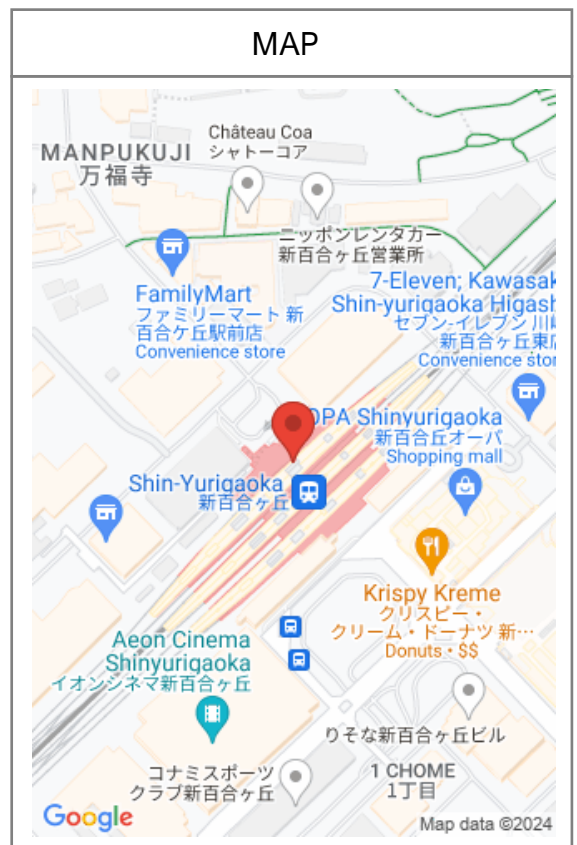 MAP
Château Coa
シャトーコア
MANPUKUJI
万福寺
ニッポンレンタカー
新百合ヶ丘営業所
FamilyMart
ファミリーマート 新
百合ケ丘駅前店
Convenience store
7-Eleven; Kawasak
Shin-yurigaoka Higash
セブン-イレブン 川崎
新百合ヶ丘東店
Convenience stor
OPA Shinyurigaoka
新百合丘オーパ
Shopping mall
Shin-Yurigaoka
新百合ヶ丘
Krispy Kreme
クリスピー・
クリーム・ドーナツ 新…
Donuts • $$
Aeon Cinema
Shinyurigaoka
イオンシネマ新百合ヶ丘
りそな新百合ヶ丘ビル
コナミスポーツ
クラブ新百合ヶ丘
1 CHOME
1丁目
Google
Map data ©2024